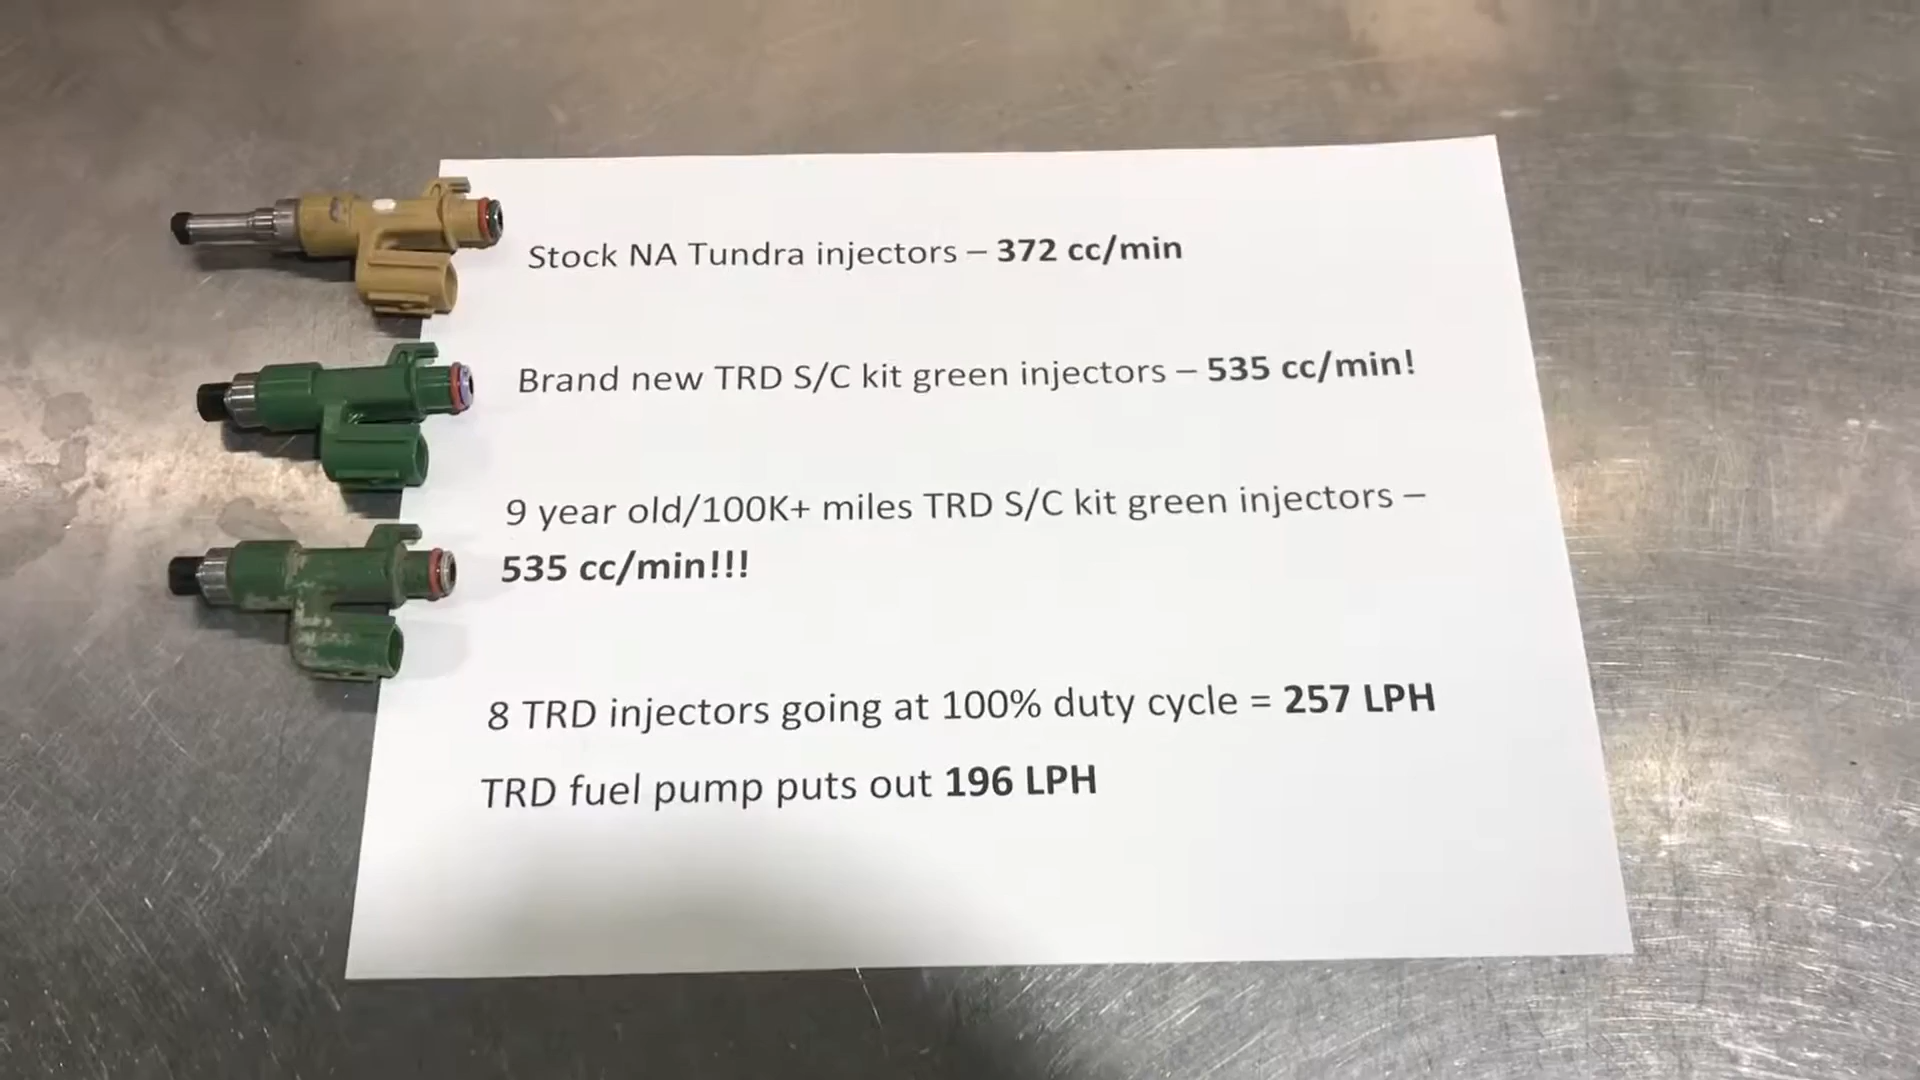 Stock NA Tundra injectors – 372 cc/min
Brand new TRD S/C kit green injectors – 535 cc/min!
9 year old/100K+ miles TRD S/C kit green injectors –
535 cc/min!!!
8 TRD injectors going at 100% duty cycle = 257 LPH
TRD fuel pump puts out 196 LPH